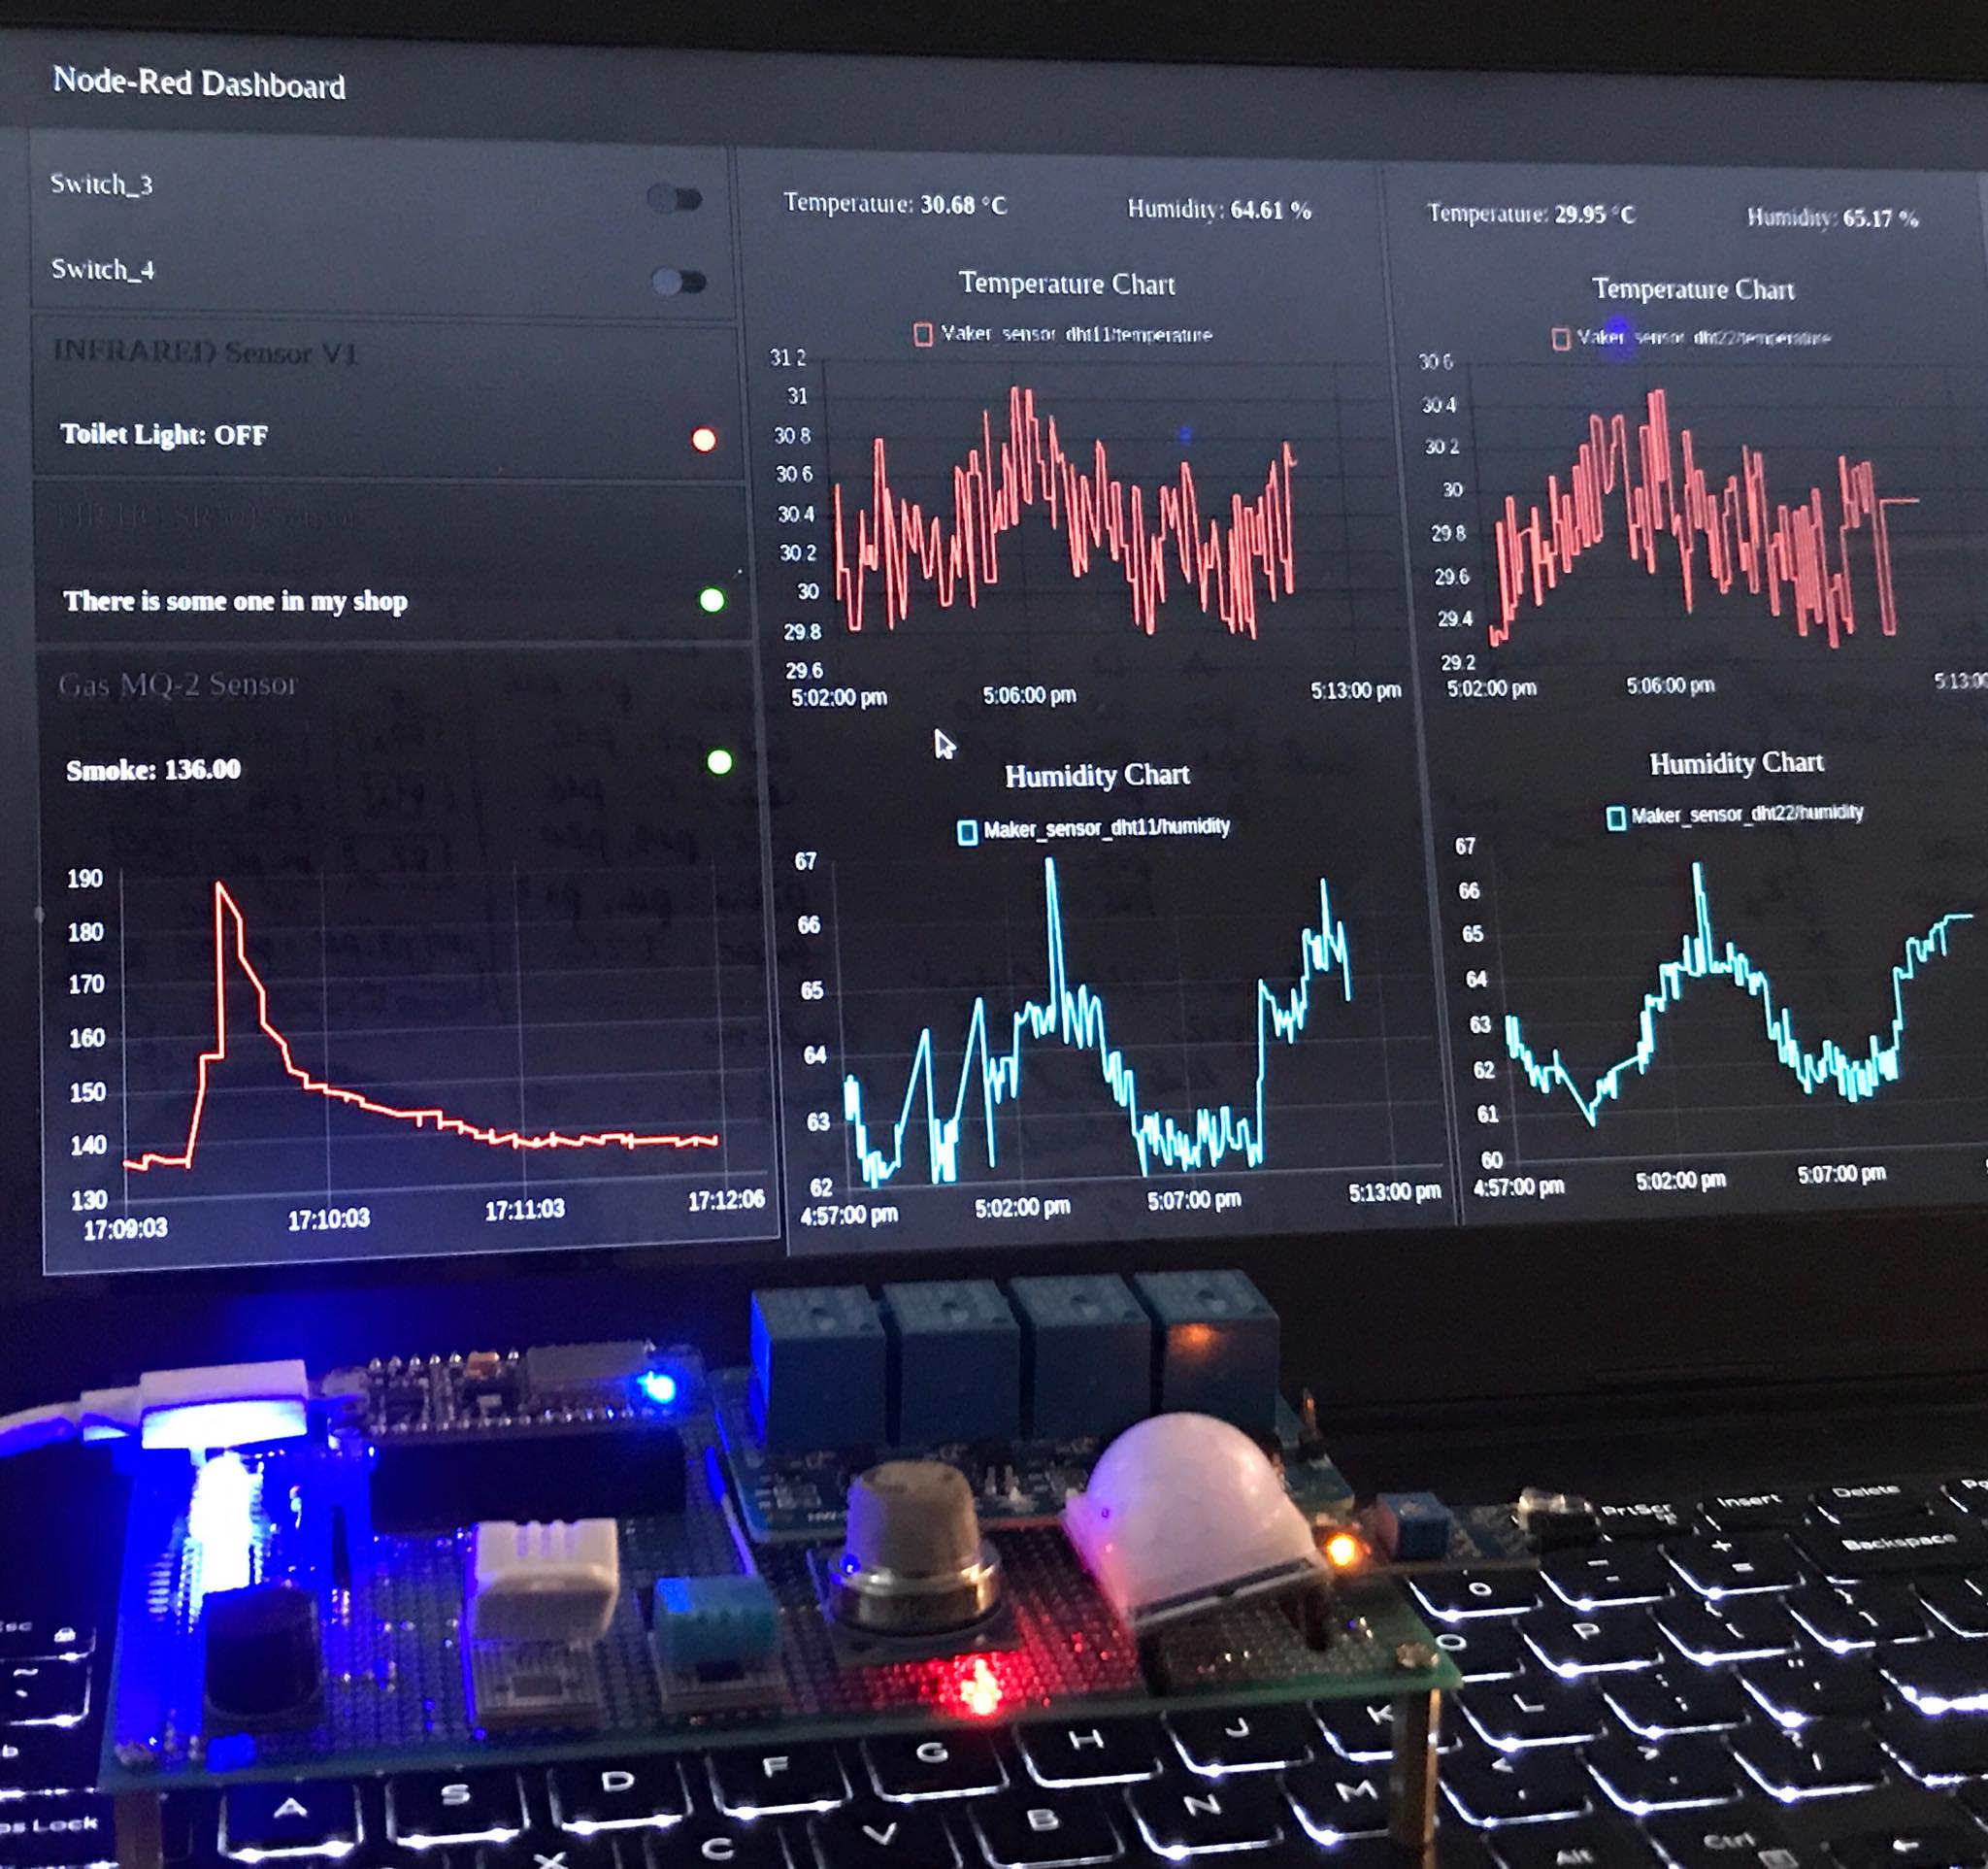 Node-Red Dashboard
Switch_3
Switch_4
INFRARED Sensor V1
Toilet Light: OFF
There is some one in my shop
Gas MQ-2 Sensor
Smoke: 136.00
190
180
170
160
150
140
130
17:09:03 17:10:03 17:11:03 17:12:06
Temperature: 30.68 °C Humidity: 64.61 %
Temperature Chart
Maker_sensor_dht11/temperature
31.2
31
30.8
30.6
30.4
30.2
30
29.8
29.6
5:02:00 pm 5:06:00 pm 5:13:00 pm
Humidity Chart
Maker_sensor_dht11/humidity
67
66
65
64
63
62
4:57:00 pm 5:02:00 pm 5:07:00 pm 5:13:00 pm
Temperature: 29.95 °C Humidity: 65.17 %
Temperature Chart
Maker_sensor_dht22/temperature
30.6
30.4
30.2
30
29.8
29.6
29.4
29.2
5:02:00 pm 5:06:00 pm 5:13:00
Humidity Chart
Maker_sensor_dht22/humidity
67
66
65
64
63
62
61
60
4:57:00 pm 5:02:00 pm 5:07:00 pm
PrtScr Insert Delete
- + = Backspace
O P
L
A S D F G H J K
X C V B N M
Alt Ctrl